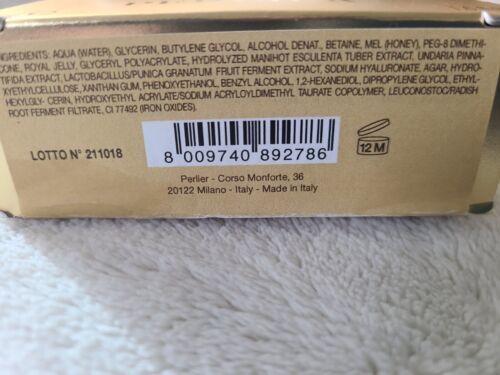 INGREDIENTS: AQUA (WATER), GLYCERIN, BUTYLENE GLYCOL, ALCOHOL DENAT., BETAINE, MEL (HONEY), PEG-8 DIMETHI-
CONE, ROYAL JELLY, GLYCERYL POLYACRYLATE, HYDROLYZED MANIHOT ESCULENTA TUBER EXTRACT, UNDARIA PINNA-
TIFIDA EXTRACT, LACTOBACILLUS/PUNICA GRANATUM FRUIT FERMENT EXTRACT, SODIUM HYALURONATE, AGAR, HYDRO-
XYETHYLCELLULOSE, XANTHAN GUM, PHENOXYETHANOL, BENZYL ALCOHOL, 1,2-HEXANEDIOL, DIPROPYLENE GLYCOL, ETHYL-
HEXYLGLY- CERIN, HYDROXYETHYL ACRYLATE/SODIUM ACRYLOYLDIMETHYL TAURATE COPOLYMER, LEUCONOSTOC/RADISH
ROOT FERMENT FILTRATE, CI 77492 (IRON OXIDES).
LOTTO N° 211018
8 009740 892786
12 M
Perlier - Corso Monforte, 36
20122 Milano - Italy - Made in Italy